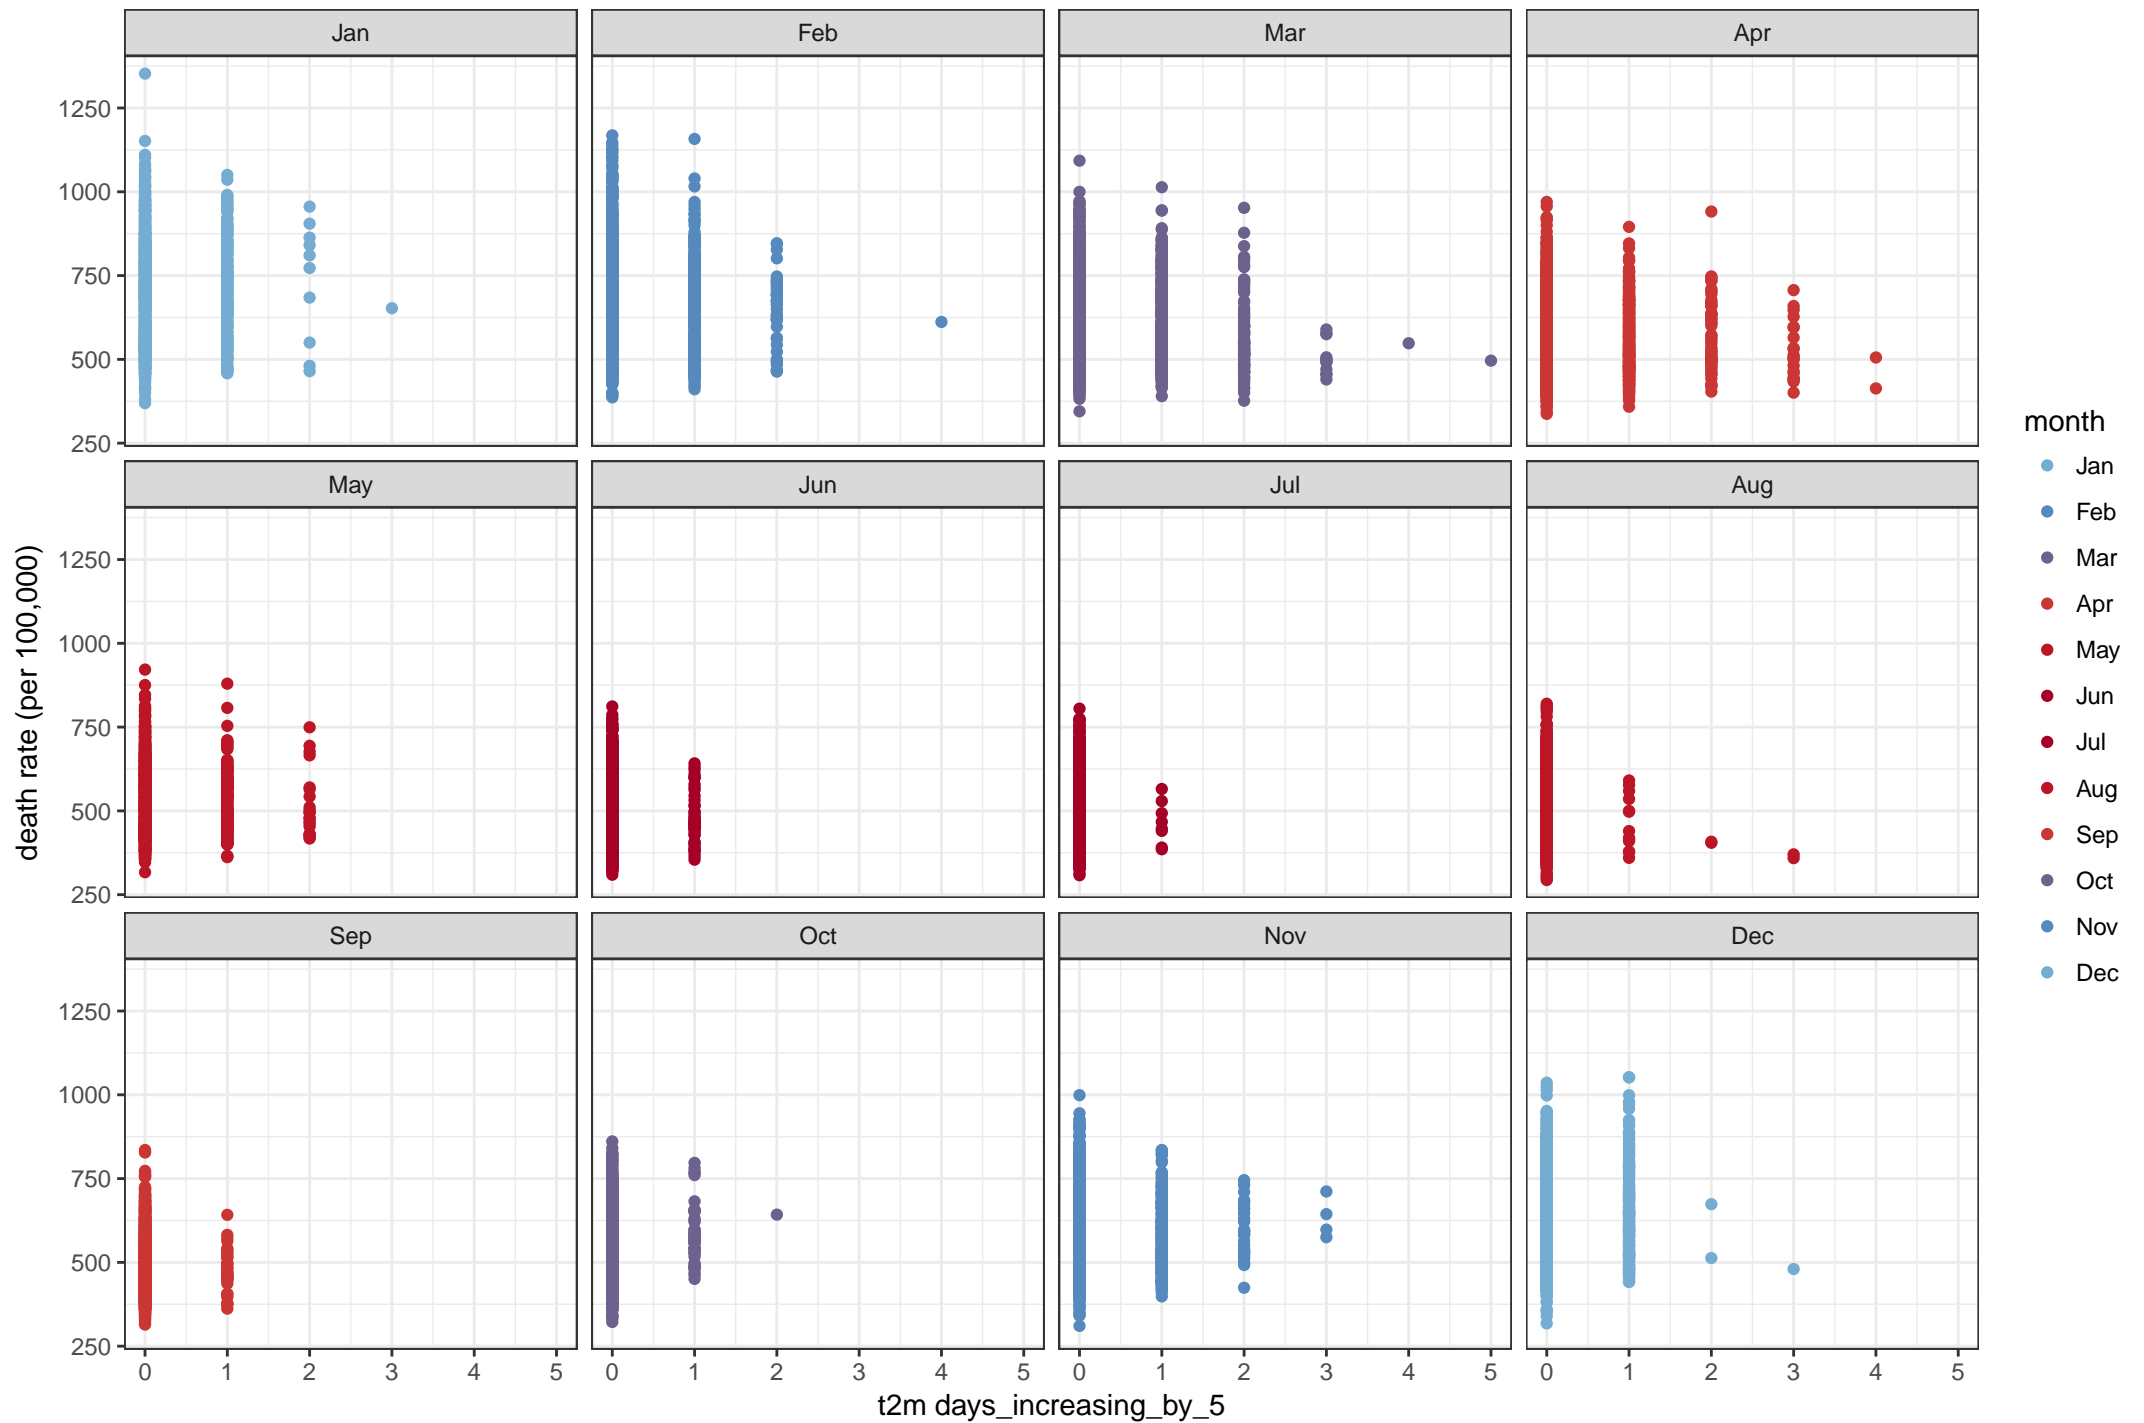 Jan Feb Mar Apr
1250
1000
750
500
250
May Jun Jul Aug
1250
1000
750
500
250
Sep Oct Nov Dec
1250
1000
750
500
250
0 1 2 3 4 5 0 1 2 3 4 5 0 1 2 3 4 5 0 1 2 3 4 5
t2m days_increasing_by_5
death rate (per 100,000)
month
Jan
Feb
Mar
Apr
May
Jun
Jul
Aug
Sep
Oct
Nov
Dec